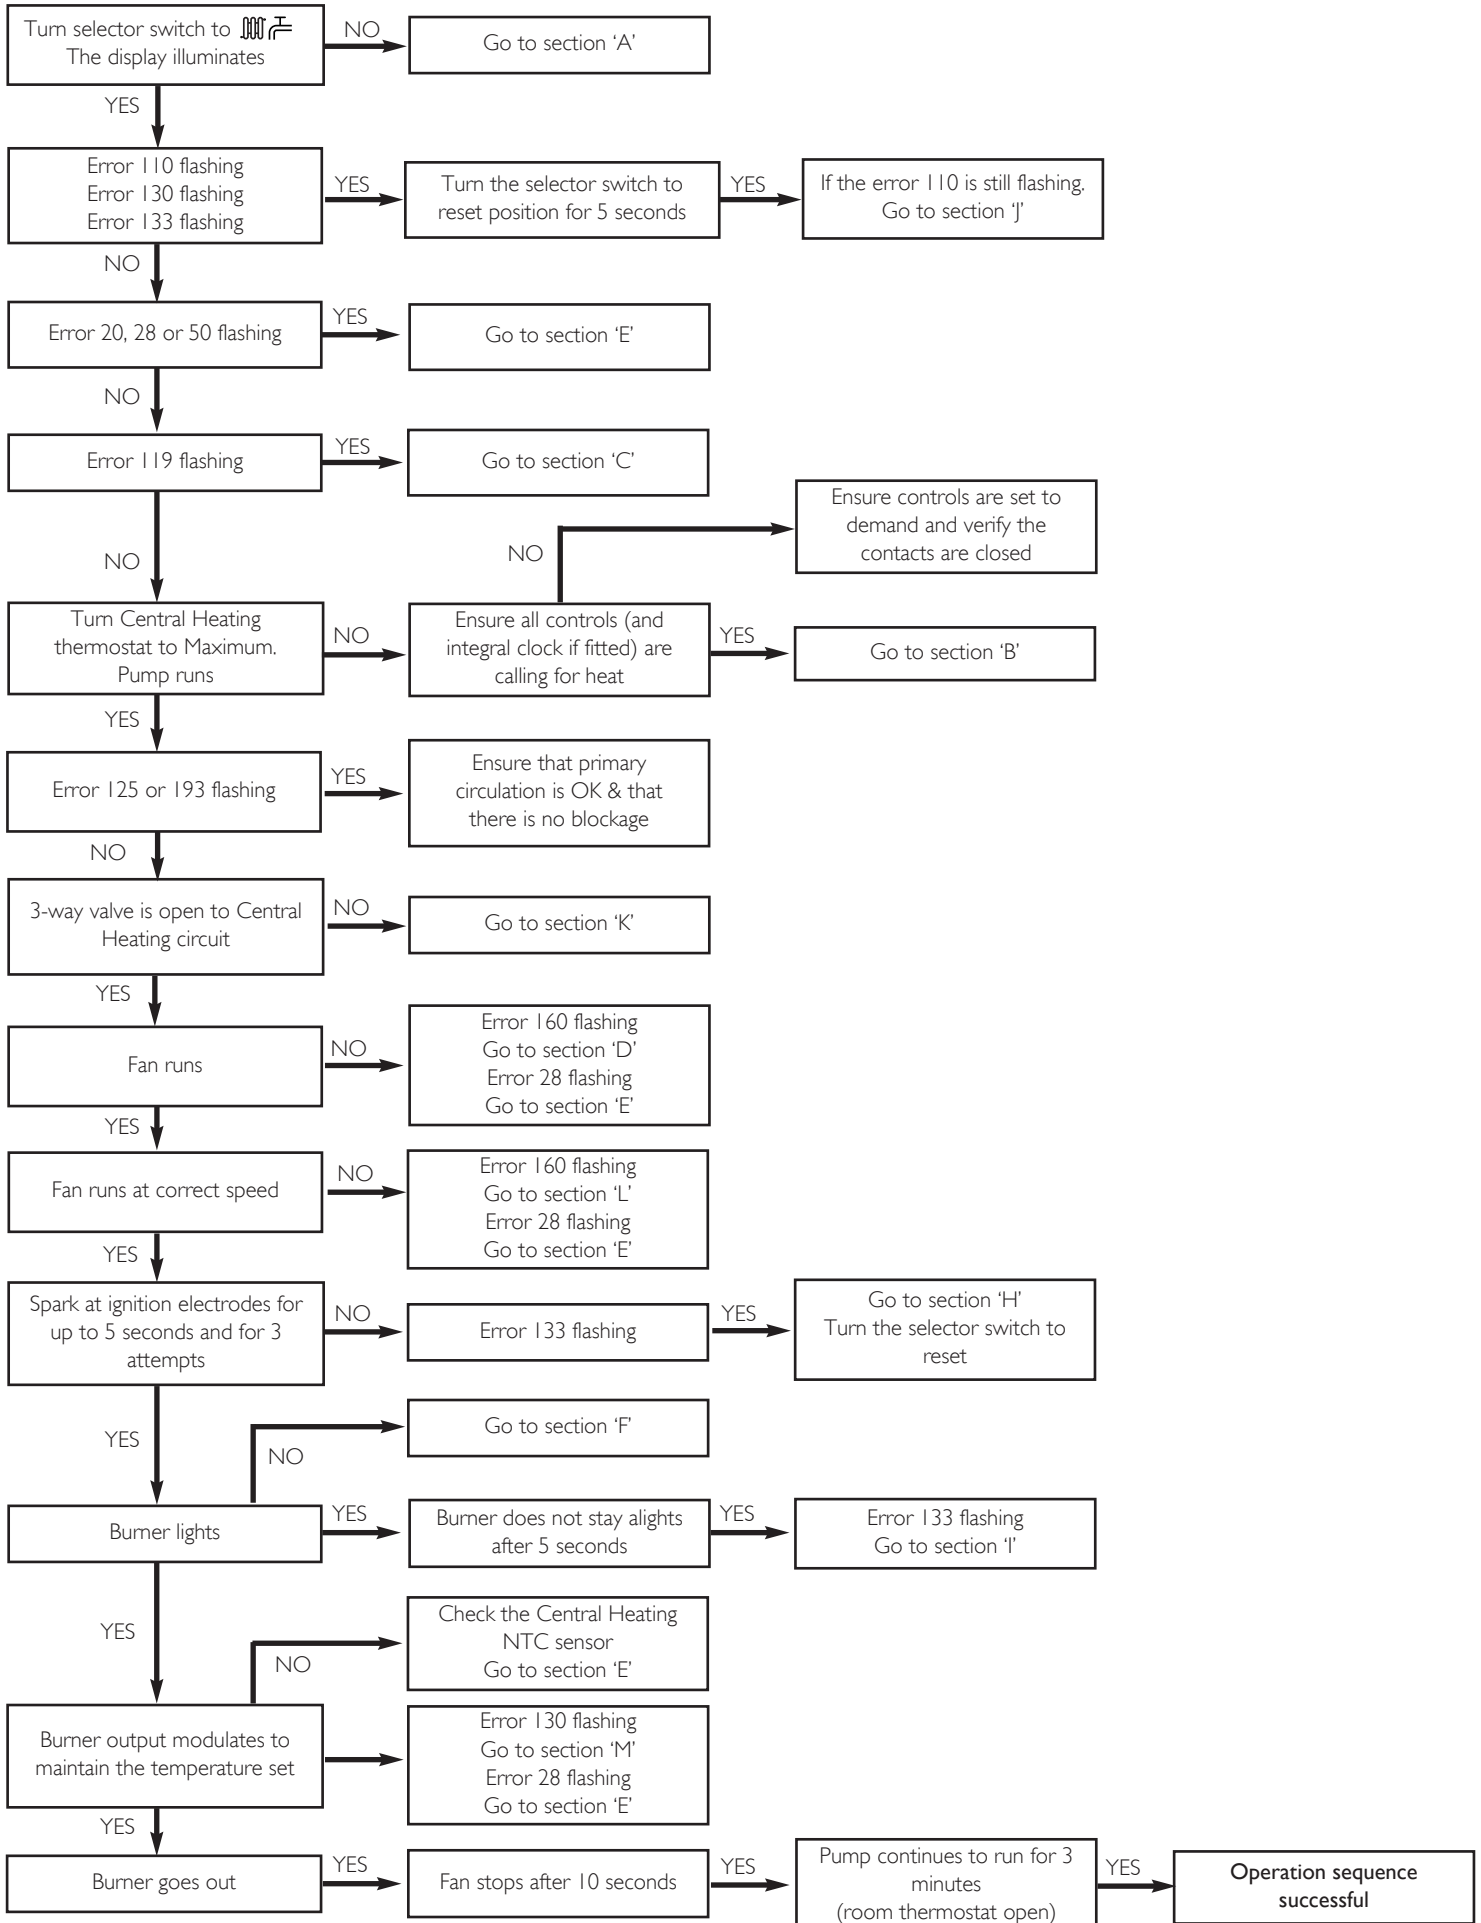 Turn selector switch to
The display illuminates
NO
Go to section ‘A’
YES
Error 110 flashing
Error 130 flashing
Error 133 flashing
YES
Turn the selector switch to
reset position for 5 seconds
YES
If the error 110 is still flashing.
Go to section ‘J’
NO
Error 20, 28 or 50 flashing
YES
Go to section ‘E’
NO
Error 119 flashing
YES
Go to section ‘C’
NO
Turn Central Heating
thermostat to Maximum.
Pump runs
NO
Ensure all controls (and
integral clock if fitted) are
calling for heat
NO
Ensure controls are set to
demand and verify the
contacts are closed
YES
Go to section ‘B’
YES
Error 125 or 193 flashing
YES
Ensure that primary
circulation is OK & that
there is no blockage
NO
3-way valve is open to Central
Heating circuit
NO
Go to section ‘K’
YES
Fan runs
NO
Error 160 flashing
Go to section ‘D’
Error 28 flashing
Go to section ‘E’
YES
Fan runs at correct speed
NO
Error 160 flashing
Go to section ‘L’
Error 28 flashing
Go to section ‘E’
YES
Spark at ignition electrodes for
up to 5 seconds and for 3
attempts
NO
Error 133 flashing
YES
Go to section ‘H’
Turn the selector switch to
reset
YES
NO
Go to section ‘F’
Burner lights
YES
Burner does not stay alights
after 5 seconds
YES
Error 133 flashing
Go to section ‘I’
YES
NO
Check the Central Heating
NTC sensor
Go to section ‘E’
Burner output modulates to
maintain the temperature set
Error 130 flashing
Go to section ‘M’
Error 28 flashing
Go to section ‘E’
YES
Burner goes out
YES
Fan stops after 10 seconds
YES
Pump continues to run for 3
minutes
(room thermostat open)
YES
Operation sequence
successful